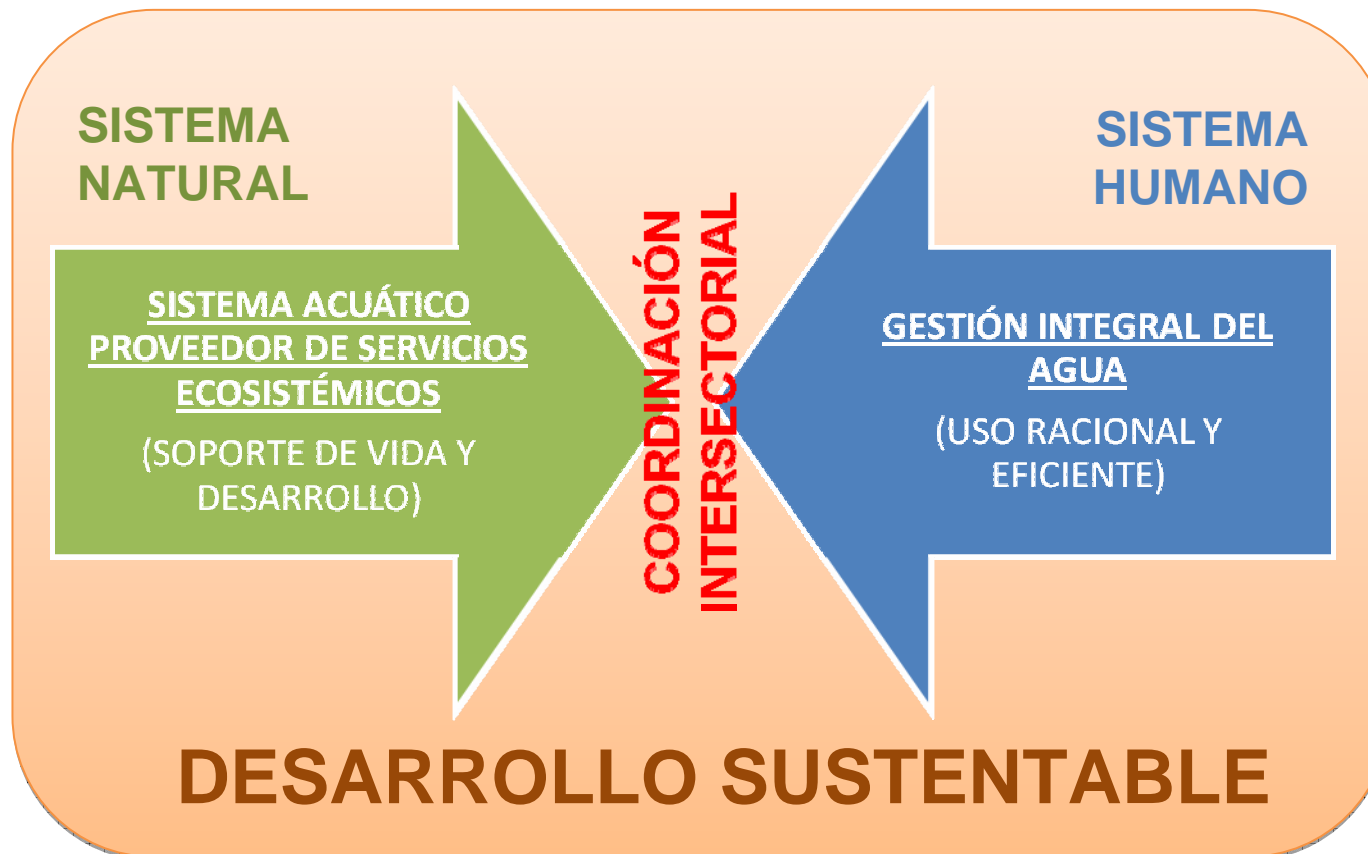 SISTEMA
NATURAL
SISTEMA
HUMANO
SISTEMA ACUÁTICO
PROVEEDOR DE SERVICIOS
ECOSISTÉMICOS
(SOPORTE DE VIDA Y
DESARROLLO)
COORDINACIÓN
INTERSECTORIAL
GESTIÓN INTEGRAL DEL
AGUA
(USO RACIONAL Y
EFICIENTE)
DESARROLLO SUSTENTABLE